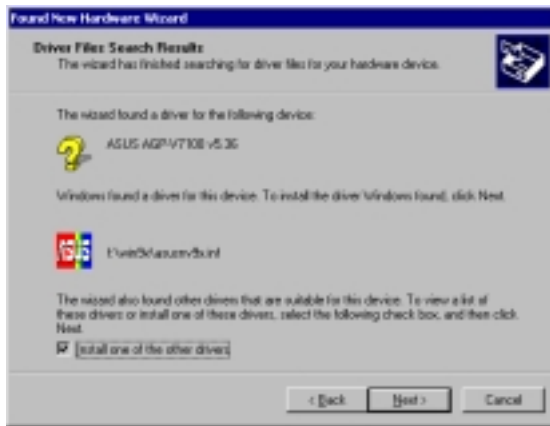 Found New Hardware Wizard
Driver Files Search Results
The wizard has finished searching for driver files for your hardware device.
The wizard found a driver for the following device:
ASUS AGP-V7100 v5.36
Windows found a driver for this device. To install the driver Windows found, click Next.
The wizard also found other drivers that are suitable for this device. To view a list of
these drivers or install one of these drivers, select the following check box, and then click
Next.
Install one of the other drivers
< Back
Next >
Cancel